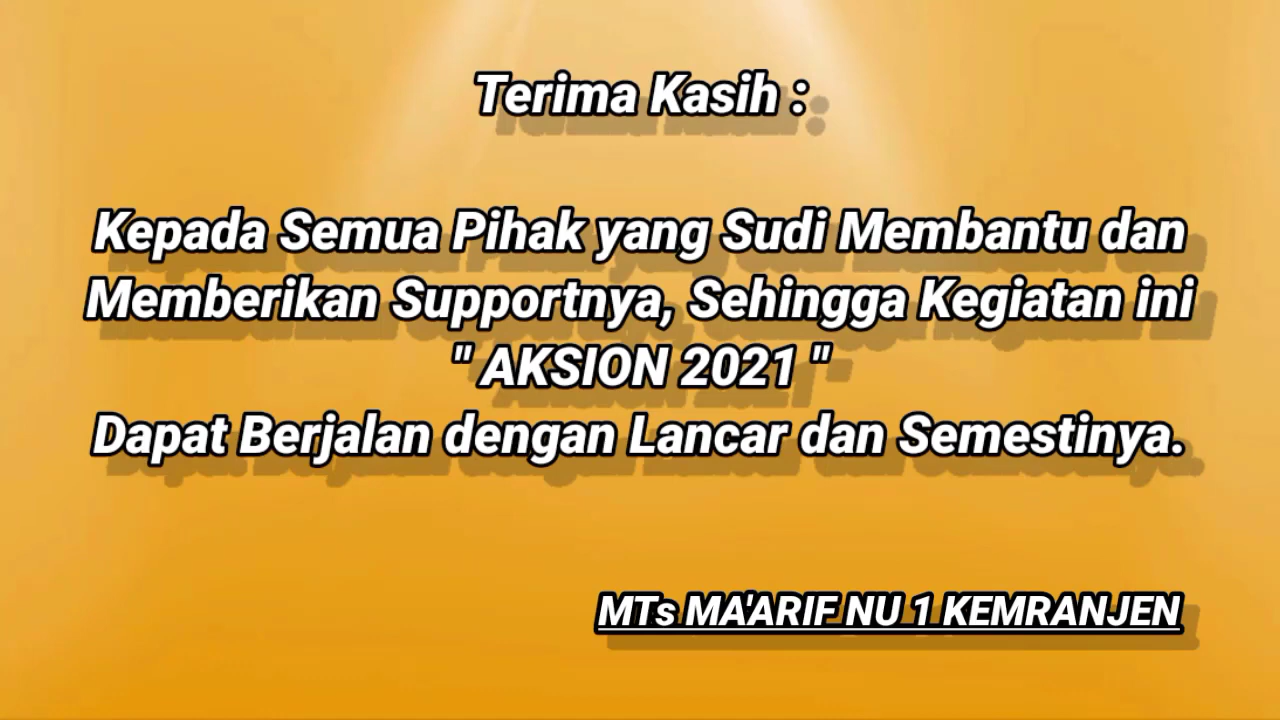 Terima Kasih :
Kepada Semua Pihak yang Sudi Membantu dan
Memberikan Supportnya, Sehingga Kegiatan ini
" AKSION 2021 "
Dapat Berjalan dengan Lancar dan Semestinya.
MTs MA'ARIF NU 1 KEMRANJEN